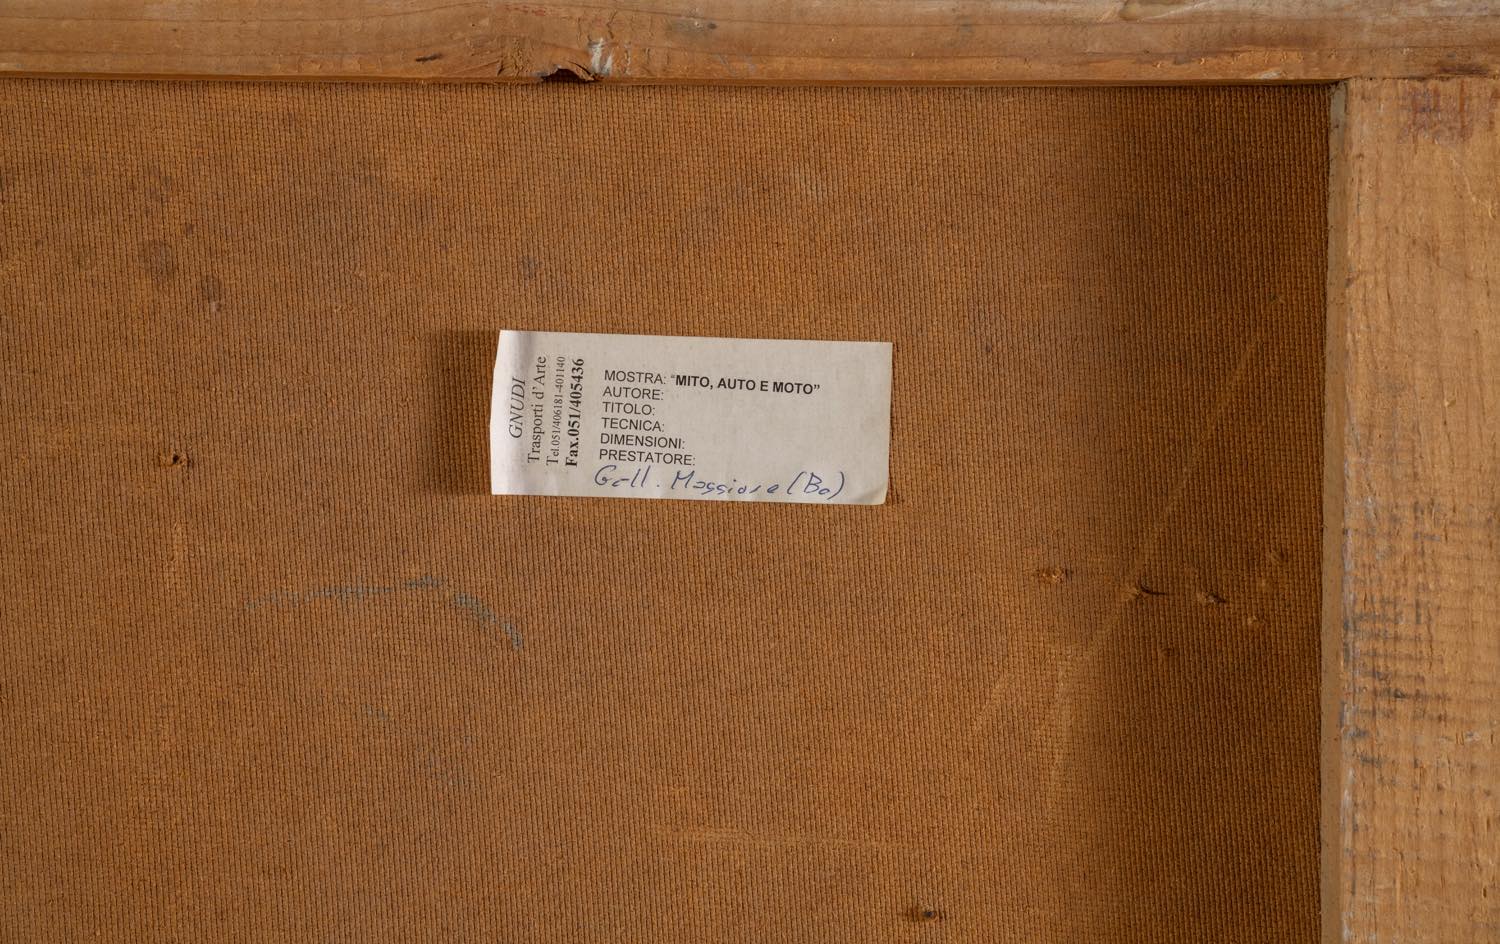 GNUDI
Trasporti d'Arte
Tel.051/406181-401140
Fax.051/405436
MOSTRA: "MITO, AUTO E MOTO"
AUTORE:
TITOLO:
TECNICA:
DIMENSIONI:
PRESTATORE:
Gall. Maggiore (Bo)